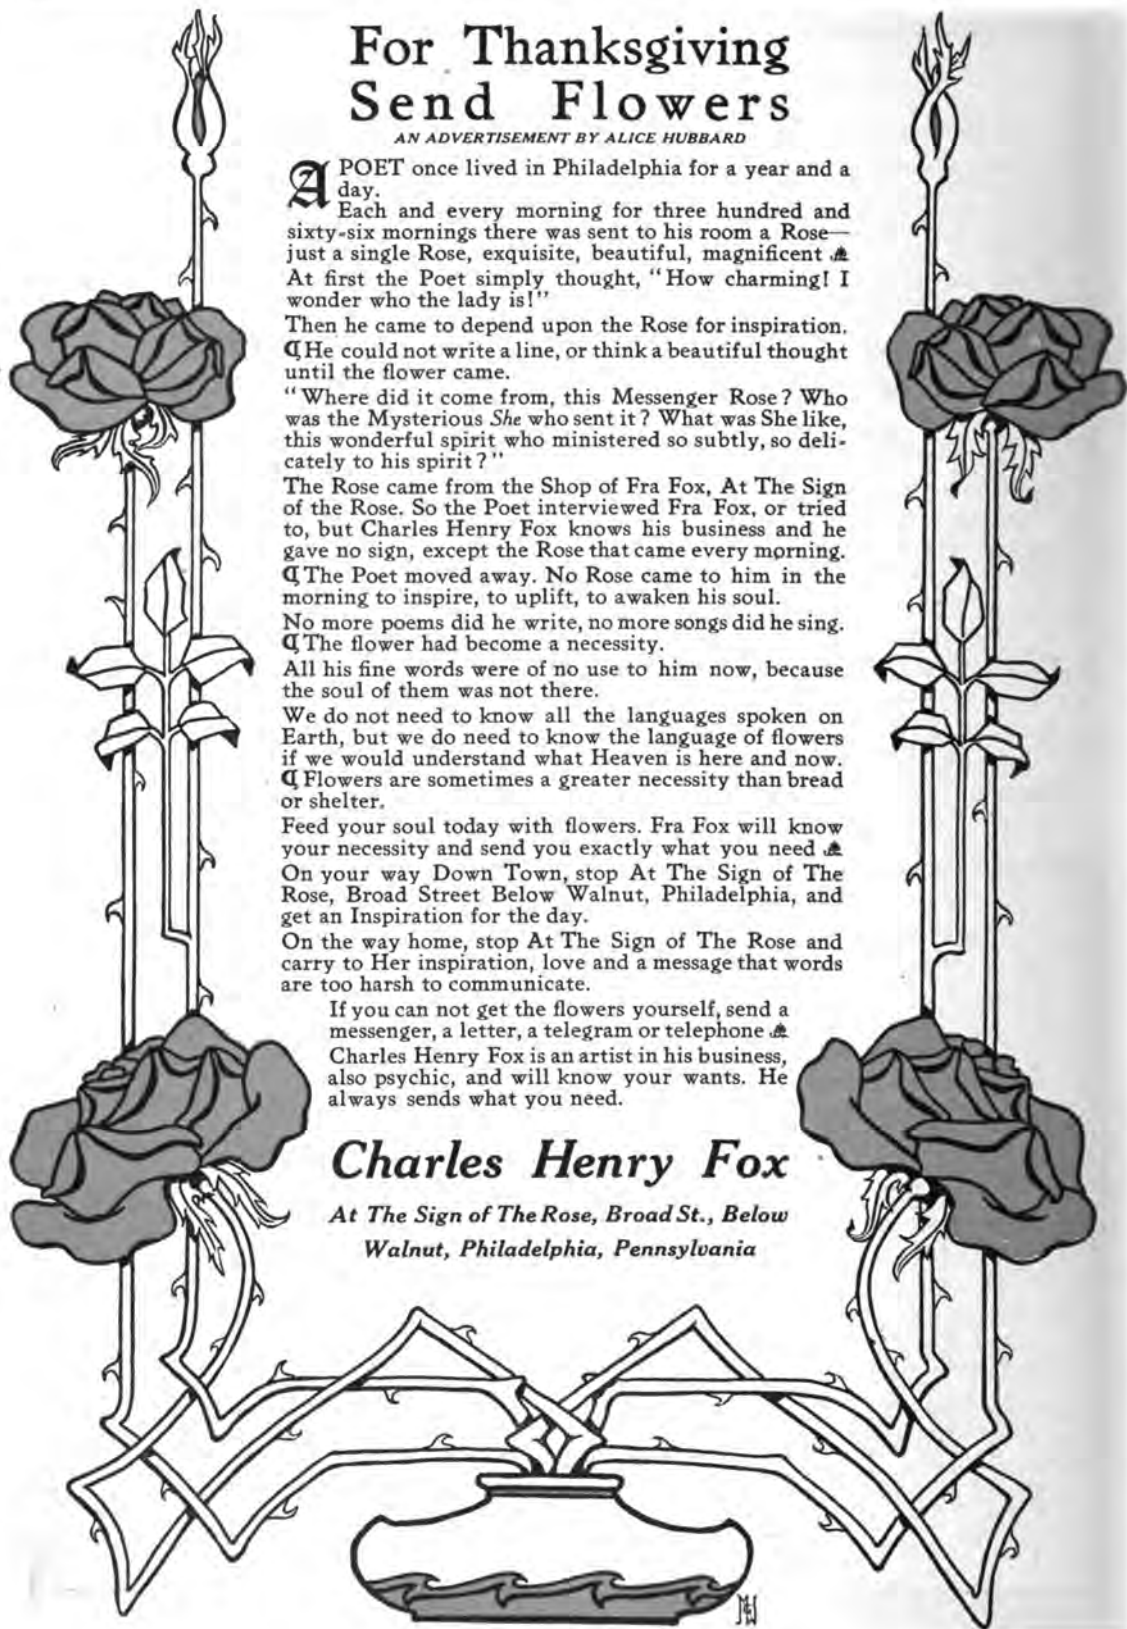 For Thanksgiving
Send Flowers
AN ADVERTISEMENT BY ALICE HUBBARD
A POET once lived in Philadelphia for a year and a
day.
Each and every morning for three hundred and
sixty-six mornings there was sent to his room a Rose—
just a single Rose, exquisite, beautiful, magnificent
At first the Poet simply thought, "How charming! I
wonder who the lady is!"
Then he came to depend upon the Rose for inspiration.
¶ He could not write a line, or think a beautiful thought
until the flower came.
"Where did it come from, this Messenger Rose? Who
was the Mysterious She who sent it? What was She like,
this wonderful spirit who ministered so subtly, so deli-
cately to his spirit?"
The Rose came from the Shop of Fra Fox, At The Sign
of the Rose. So the Poet interviewed Fra Fox, or tried
to, but Charles Henry Fox knows his business and he
gave no sign, except the Rose that came every morning.
¶ The Poet moved away. No Rose came to him in the
morning to inspire, to uplift, to awaken his soul.
No more poems did he write, no more songs did he sing.
¶ The flower had become a necessity.
All his fine words were of no use to him now, because
the soul of them was not there.
We do not need to know all the languages spoken on
Earth, but we do need to know the language of flowers
if we would understand what Heaven is here and now.
¶ Flowers are sometimes a greater necessity than bread
or shelter.
Feed your soul today with flowers. Fra Fox will know
your necessity and send you exactly what you need
On your way Down Town, stop At The Sign of The
Rose, Broad Street Below Walnut, Philadelphia, and
get an Inspiration for the day.
On the way home, stop At The Sign of The Rose and
carry to Her inspiration, love and a message that words
are too harsh to communicate.
If you can not get the flowers yourself, send a
messenger, a letter, a telegram or telephone
Charles Henry Fox is an artist in his business,
also psychic, and will know your wants. He
always sends what you need.
Charles Henry Fox
At The Sign of The Rose, Broad St., Below
Walnut, Philadelphia, Pennsylvania